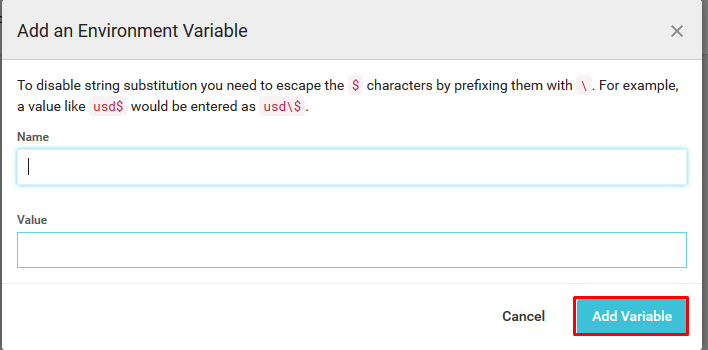 Add an Environment Variable
To disable string substitution you need to escape the $ characters by prefixing them with \. For example,
a value like usd$ would be entered as usd\$.
Name
Value
Cancel
Add Variable